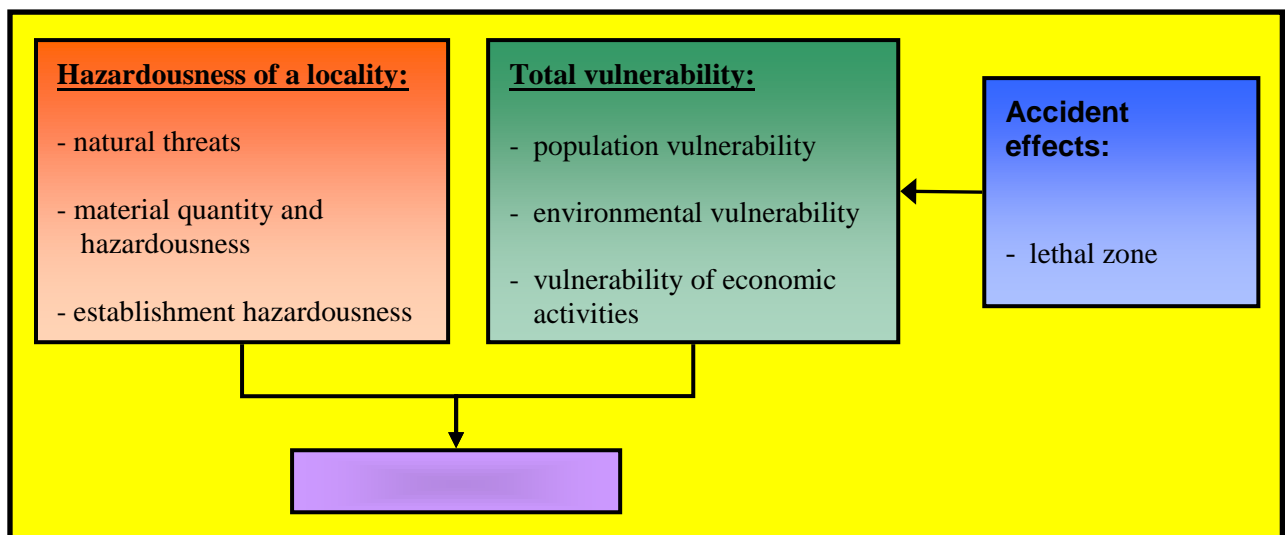 Hazardousness of a locality:
- natural threats
- material quantity and
hazardousness
- establishment hazardousness
Total vulnerability:
- population vulnerability
- environmental vulnerability
- vulnerability of economic
activities
Accident
effects:
- lethal zone